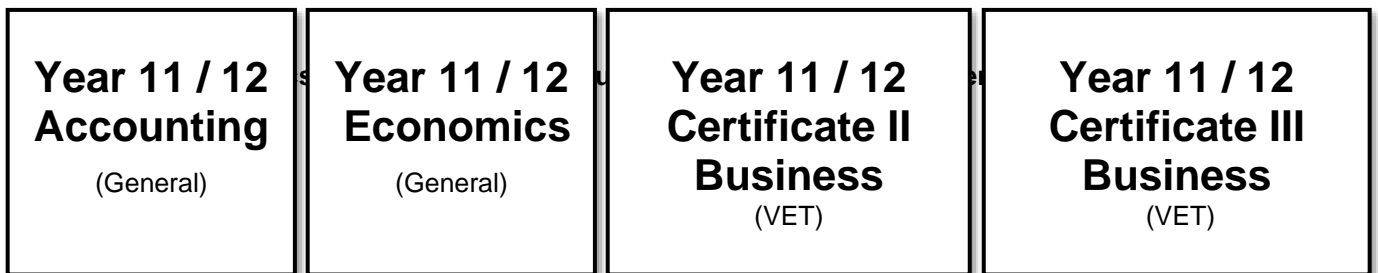 Year 11 / 12
Accounting
(General)
Year 11 / 12
Economics
(General)
Year 11 / 12
Certificate II
Business
(VET)
Year 11 / 12
Certificate III
Business
(VET)